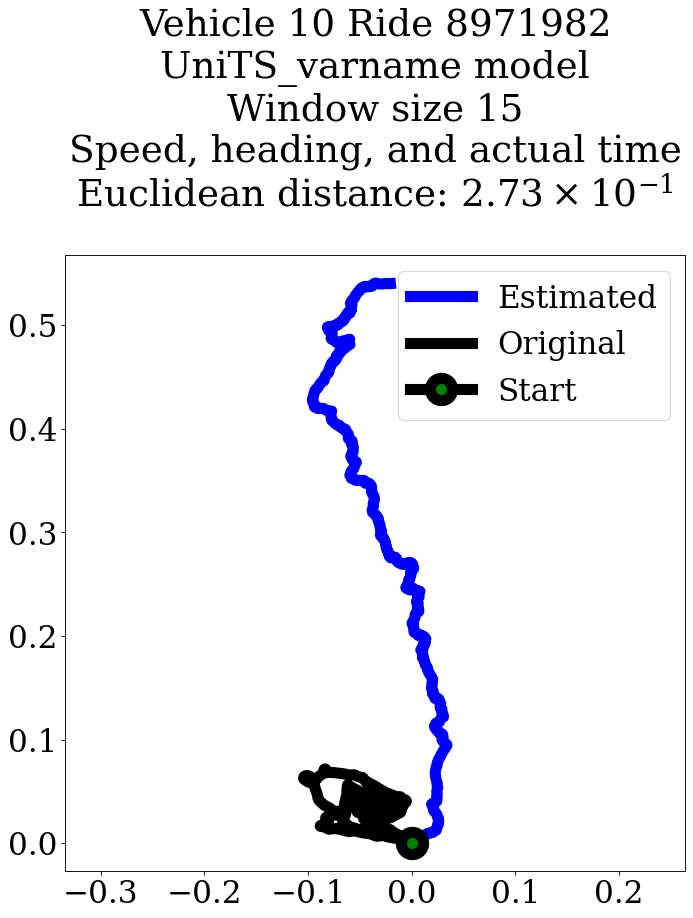 Vehicle 10 Ride 8971982
UniTS_varname model
Window size 15
Speed, heading, and actual time
Euclidean distance: 2.73 × 10⁻¹
Estimated
Original
Start
0.5
0.4
0.3
0.2
0.1
0.0
−0.3 −0.2 −0.1 0.0 0.1 0.2